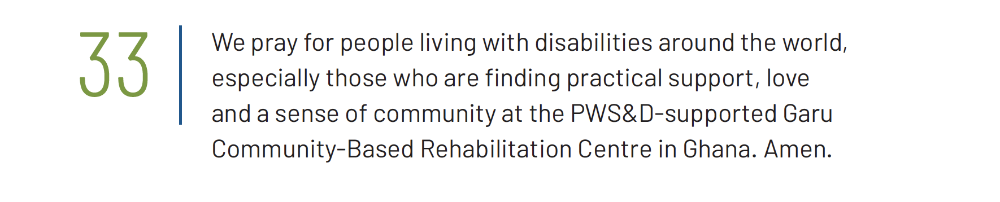 33
We pray for people living with disabilities around the world,
especially those who are finding practical support, love
and a sense of community at the PWS&D-supported Garu
Community-Based Rehabilitation Centre in Ghana. Amen.